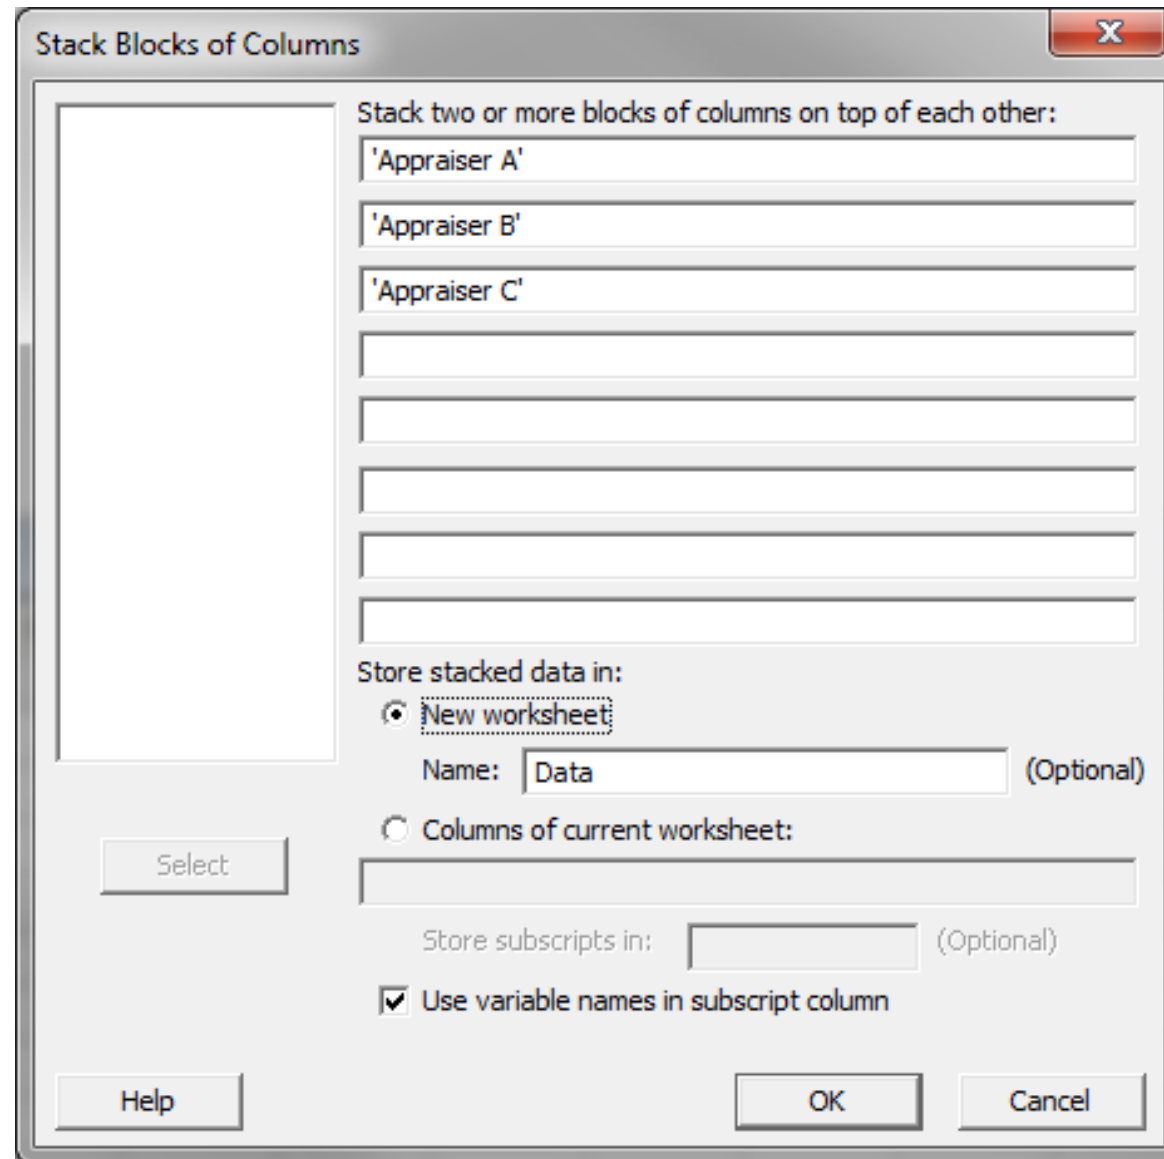 Stack Blocks of Columns
Stack two or more blocks of columns on top of each other:
'Appraiser A'
'Appraiser B'
'Appraiser C'
Store stacked data in:
New worksheet
Name: Data (Optional)
Columns of current worksheet:
Select
Store subscripts in: (Optional)
Use variable names in subscript column
Help OK Cancel